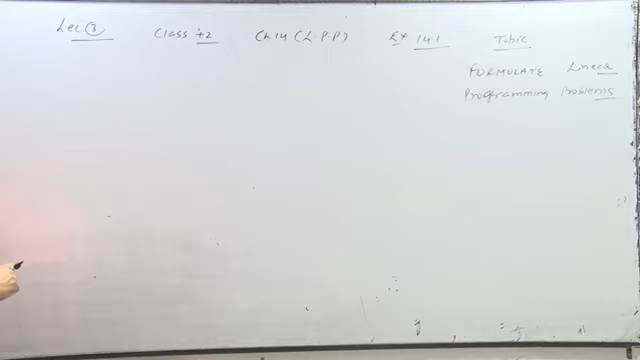 Lec (3) Class +2 Ch 14 (L.P.P) Ex 14.1 Topic
FORMULATE Linear
Programming Problems